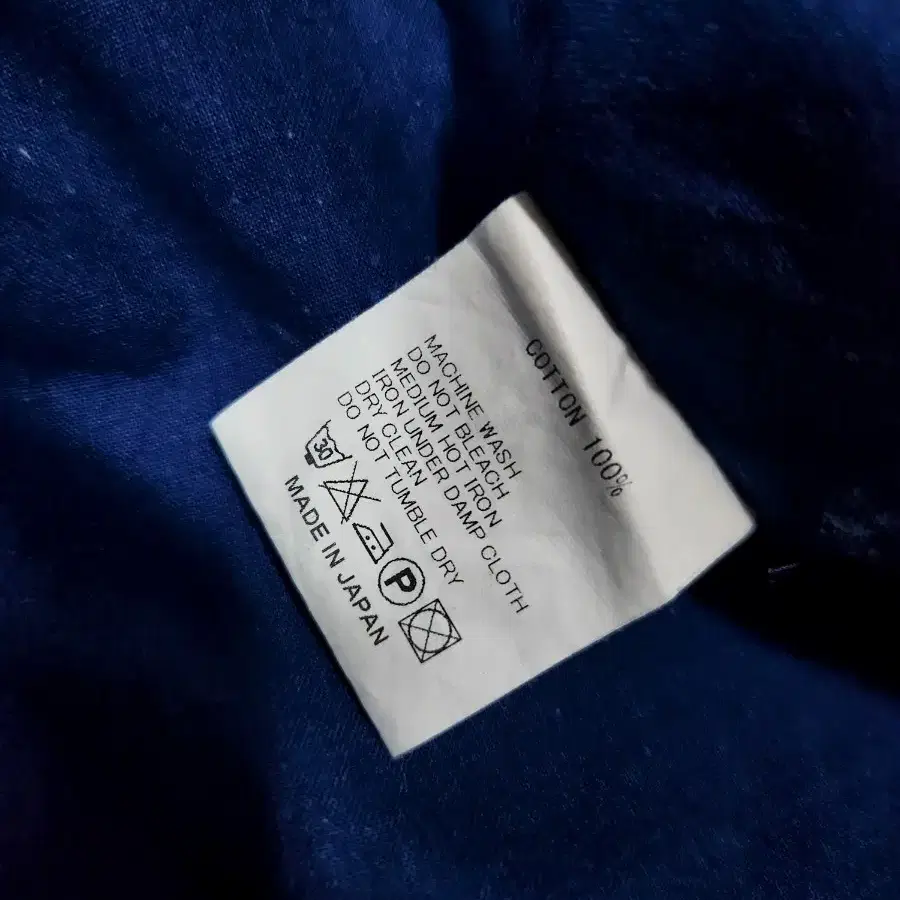 COTTON 100%
MACHINE WASH
DO NOT BLEACH
MEDIUM HOT IRON
IRON UNDER DAMP CLOTH
DRY CLEAN
DO NOT TUMBLE DRY
30
P
MADE IN JAPAN